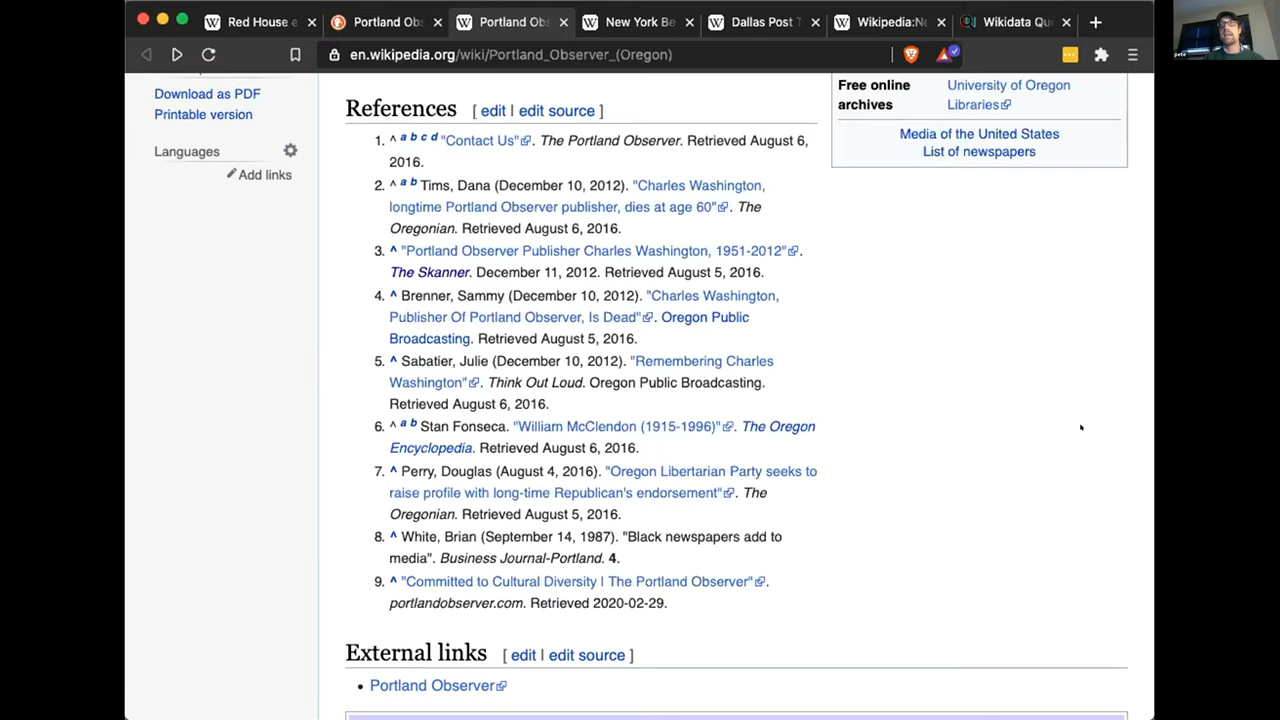 Red House e
Portland Obs
Portland Obs
New York Be
Dallas Post T
Wikipedia:Ne
Wikidata Que
en.wikipedia.org/wiki/Portland_Observer_(Oregon)
Download as PDF
Printable version
Languages
Add links
References [ edit | edit source ]
1. ^ a b c d "Contact Us". The Portland Observer. Retrieved August 6,
2016.
2. ^ a b Tims, Dana (December 10, 2012). "Charles Washington,
longtime Portland Observer publisher, dies at age 60". The
Oregonian. Retrieved August 6, 2016.
3. ^ "Portland Observer Publisher Charles Washington, 1951-2012".
The Skanner. December 11, 2012. Retrieved August 5, 2016.
4. ^ Brenner, Sammy (December 10, 2012). "Charles Washington,
Publisher Of Portland Observer, Is Dead". Oregon Public
Broadcasting. Retrieved August 5, 2016.
5. ^ Sabatier, Julie (December 10, 2012). "Remembering Charles
Washington". Think Out Loud. Oregon Public Broadcasting.
Retrieved August 6, 2016.
6. ^ a b Stan Fonseca. "William McClendon (1915-1996)". The Oregon
Encyclopedia. Retrieved August 6, 2016.
7. ^ Perry, Douglas (August 4, 2016). "Oregon Libertarian Party seeks to
raise profile with long-time Republican's endorsement". The
Oregonian. Retrieved August 5, 2016.
8. ^ White, Brian (September 14, 1987). "Black newspapers add to
media". Business Journal-Portland. 4.
9. ^ "Committed to Cultural Diversity | The Portland Observer".
portlandobserver.com. Retrieved 2020-02-29.
External links [ edit | edit source ]
• Portland Observer
Free online
archives
University of Oregon
Libraries
Media of the United States
List of newspapers